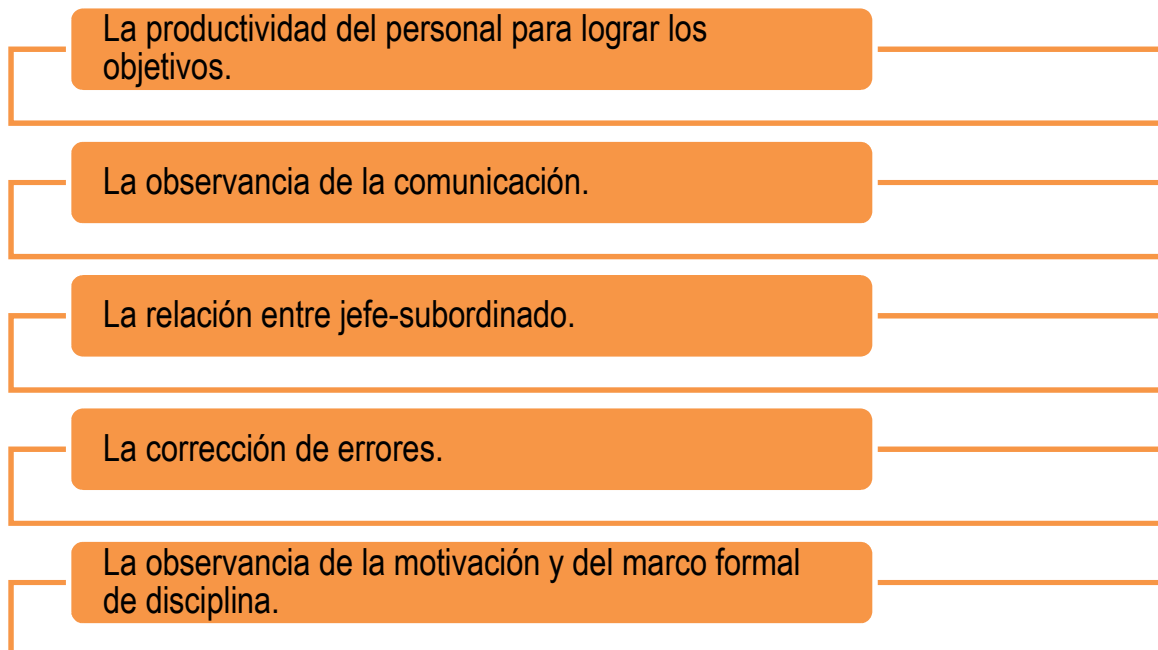 La productividad del personal para lograr los
objetivos.
La observancia de la comunicación.
La relación entre jefe-subordinado.
La corrección de errores.
La observancia de la motivación y del marco formal
de disciplina.